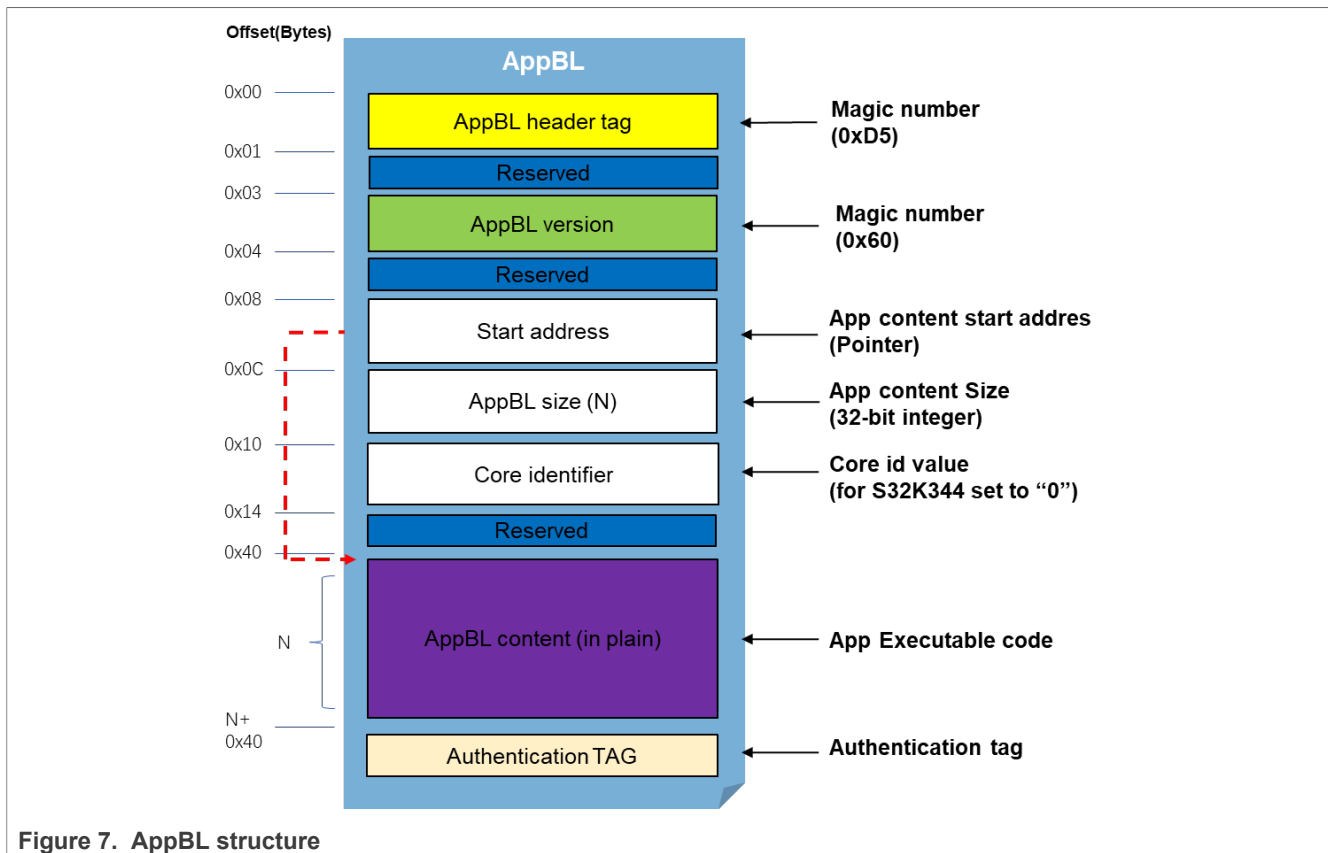 Offset(Bytes)
AppBL
0x00
AppBL header tag
Magic number
(0xD5)
0x01
Reserved
0x03
AppBL version
Magic number
(0x60)
0x04
Reserved
0x08
Start address
App content start addres
(Pointer)
0x0C
AppBL size (N)
App content Size
(32-bit integer)
0x10
Core identifier
Core id value
(for S32K344 set to “0”)
0x14
Reserved
0x40
N
AppBL content (in plain)
App Executable code
N+
0x40
Authentication TAG
Authentication tag
Figure 7. AppBL structure